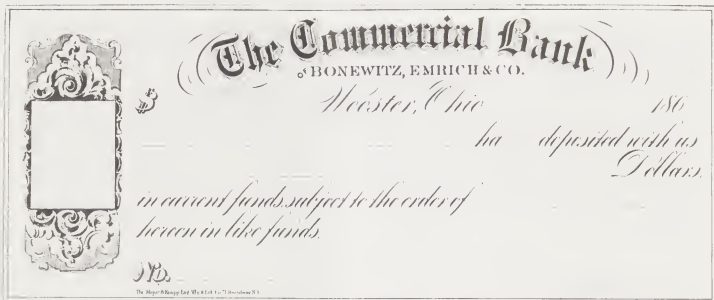 The Commercial Bank
of BONEWITZ, EMRICH & CO.
$ Wooster, Ohio 186
ha deposited with us
Dollars.
in current funds, subject to the order of
hereon in like funds.
No.